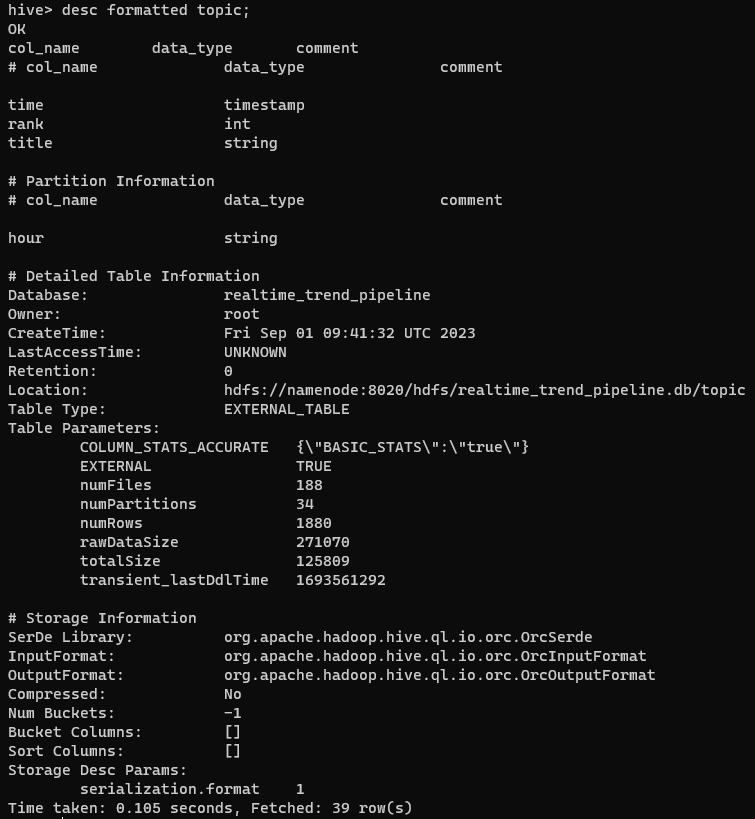 hive> desc formatted topic;
OK
col_name        data_type       comment
# col_name              data_type               comment
time                    timestamp
rank                    int
title                   string
# Partition Information
# col_name              data_type               comment
hour                    string
# Detailed Table Information
Database:               realtime_trend_pipeline
Owner:                  root
CreateTime:             Fri Sep 01 09:41:32 UTC 2023
LastAccessTime:         UNKNOWN
Retention:              0
Location:               hdfs://namenode:8020/hdfs/realtime_trend_pipeline.db/topic
Table Type:             EXTERNAL_TABLE
Table Parameters:
        COLUMN_STATS_ACCURATE   {\"BASIC_STATS\":\"true\"}
        EXTERNAL                TRUE
        numFiles                188
        numPartitions           34
        numRows                 1880
        rawDataSize             271070
        totalSize               125809
        transient_lastDdlTime   1693561292
# Storage Information
SerDe Library:          org.apache.hadoop.hive.ql.io.orc.OrcSerde
InputFormat:            org.apache.hadoop.hive.ql.io.orc.OrcInputFormat
OutputFormat:           org.apache.hadoop.hive.ql.io.orc.OrcOutputFormat
Compressed:             No
Num Buckets:            -1
Bucket Columns:         []
Sort Columns:           []
Storage Desc Params:
        serialization.format    1
Time taken: 0.105 seconds, Fetched: 39 row(s)